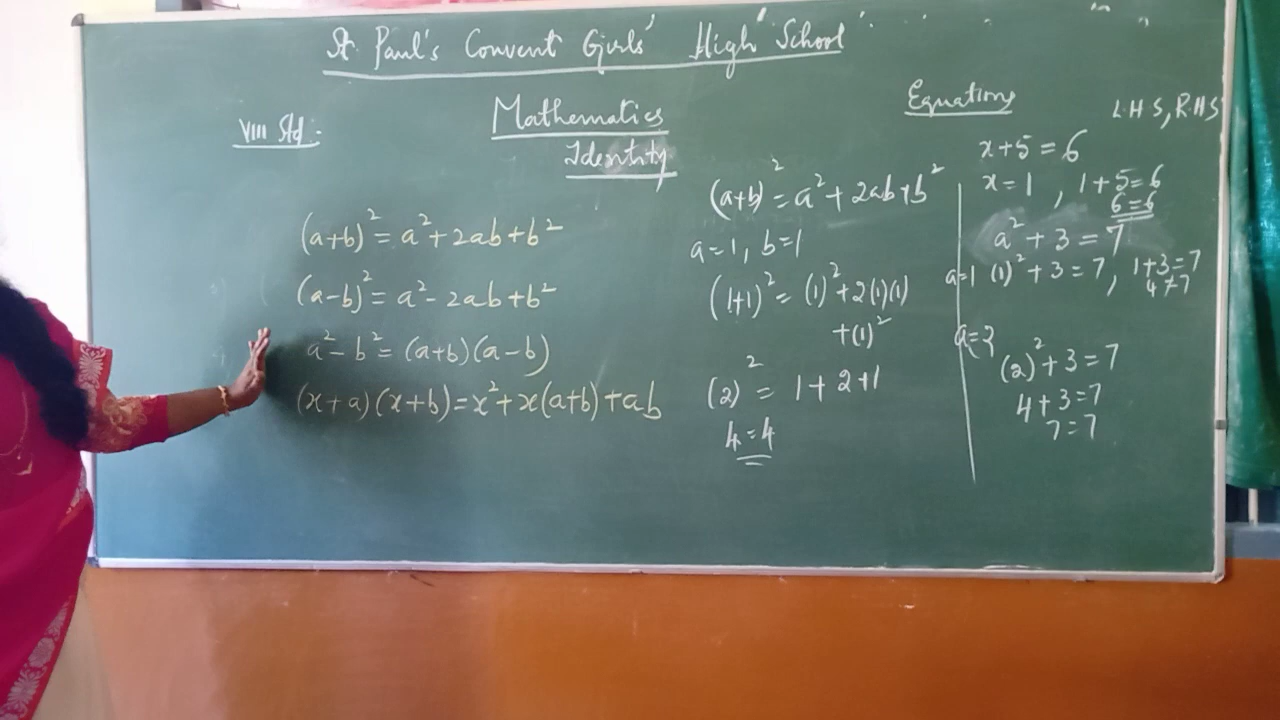 St. Paul's Convent Girls' High School
VIII Std.
Mathematics
Identity
(a+b)² = a² + 2ab + b²
(a-b)² = a² - 2ab + b²
a² - b² = (a+b)(a-b)
(x+a)(x+b) = x² + x(a+b) + ab
(a+b)² = a² + 2ab + b²
a=1, b=1
(1+1)² = (1)² + 2(1)(1)
+(1)²
(2)² = 1 + 2 + 1
4 = 4
Equations
L.H.S, R.H.S
x+5 = 6
x=1, 1+5=6
6=6
a² + 3 = 7
a=1 (1)² + 3 = 7, 1+3=7
4≠7
(2)² + 3 = 7
4+3=7
7=7